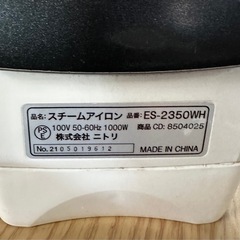 品名: スチームアイロン 品番: ES-2350WH
PSE 100V 50-60Hz 1000W 商品CD: 8504025
株式会社 ニトリ
No.2105019612 MADE IN CHINA